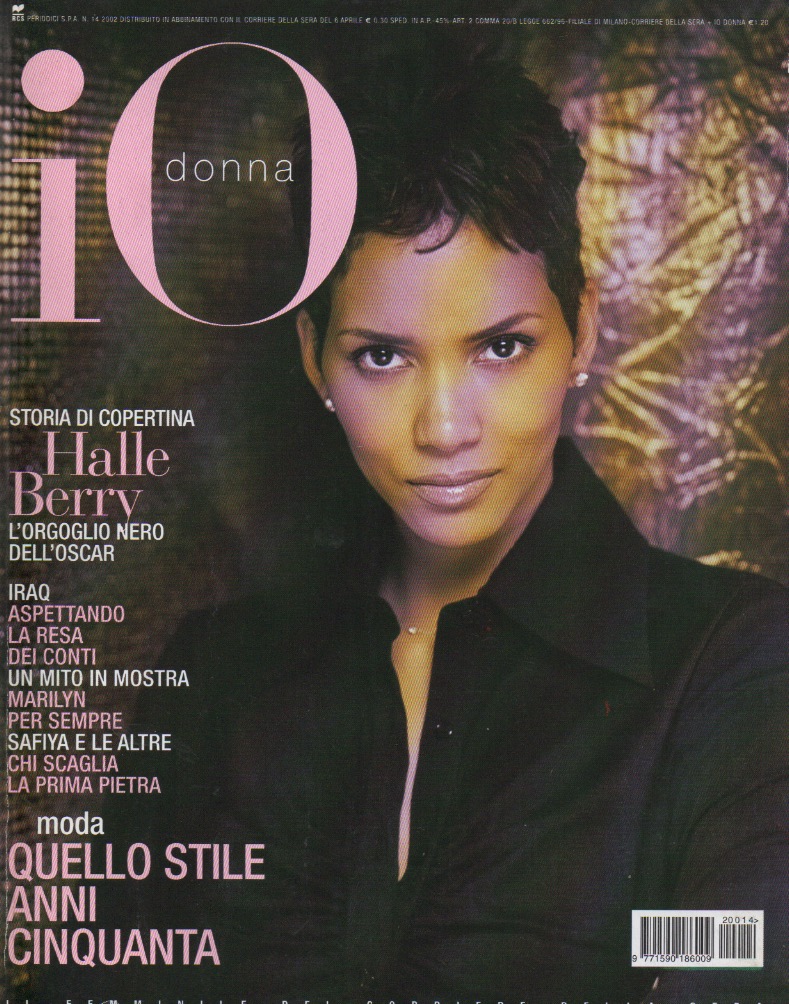 RCS PERIODICI S.P.A. N. 14 2002 DISTRIBUITO IN ABBINAMENTO CON IL CORRIERE DELLA SERA DEL 6 APRILE € 0.30 SPED. IN A.P. -45%-ART. 2 COMMA 20/B LEGGE 662/96-FILIALE DI MILANO-CORRIERE DELLA SERA + IO DONNA € 1.20
iO
donna
STORIA DI COPERTINA
Halle
Berry
L'ORGOGLIO NERO
DELL'OSCAR
IRAQ
ASPETTANDO
LA RESA
DEI CONTI
UN MITO IN MOSTRA
MARILYN
PER SEMPRE
SAFIYA E LE ALTRE
CHI SCAGLIA
LA PRIMA PIETRA
moda
QUELLO STILE
ANNI
CINQUANTA
20014>
9 771590 186009